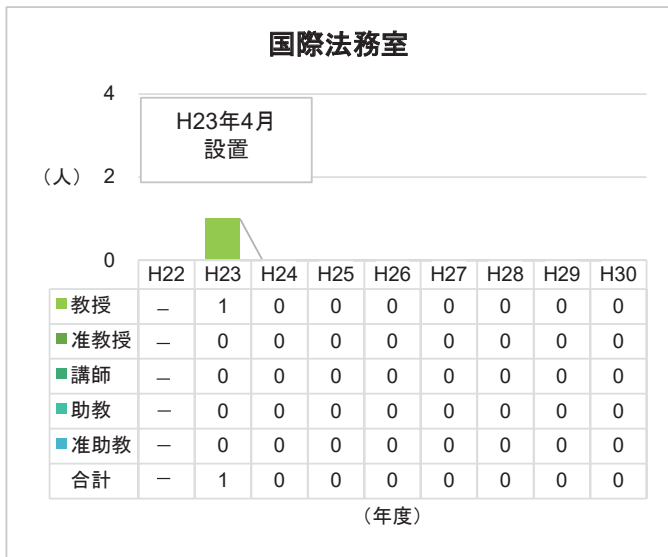 国際法務室
4
H23年4月
設置
（人） 2
0
H22 H23 H24 H25 H26 H27 H28 H29 H30
教授 － 1 0 0 0 0 0 0 0
准教授 － 0 0 0 0 0 0 0 0
講師 － 0 0 0 0 0 0 0 0
助教 － 0 0 0 0 0 0 0 0
准助教 － 0 0 0 0 0 0 0 0
合計 － 1 0 0 0 0 0 0 0
（年度）